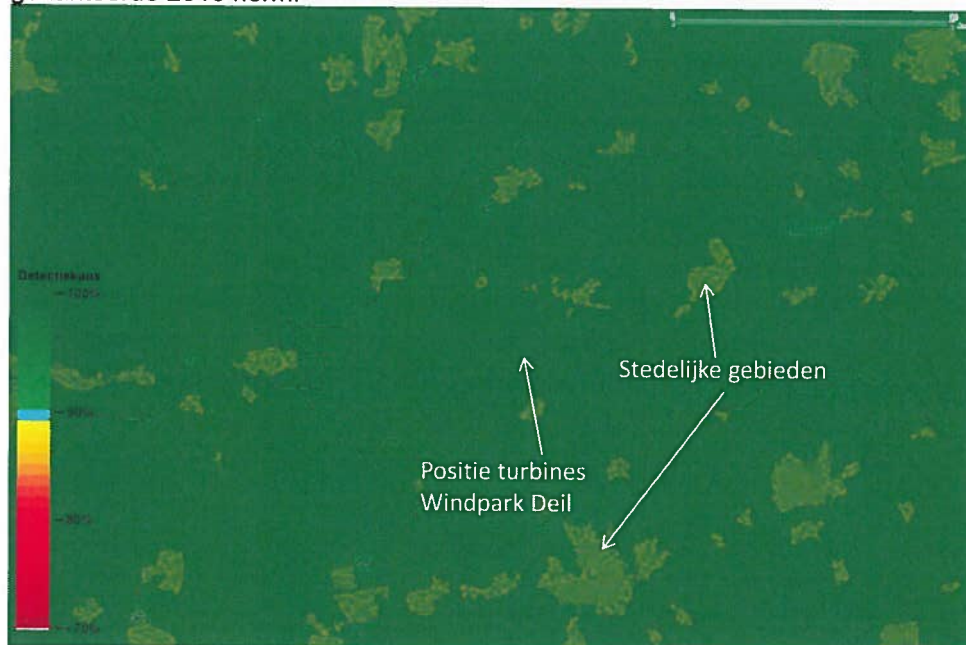 Detectiekans
100%
90%
80%
70%
Stedelijke gebieden
Positie turbines
Windpark Deil